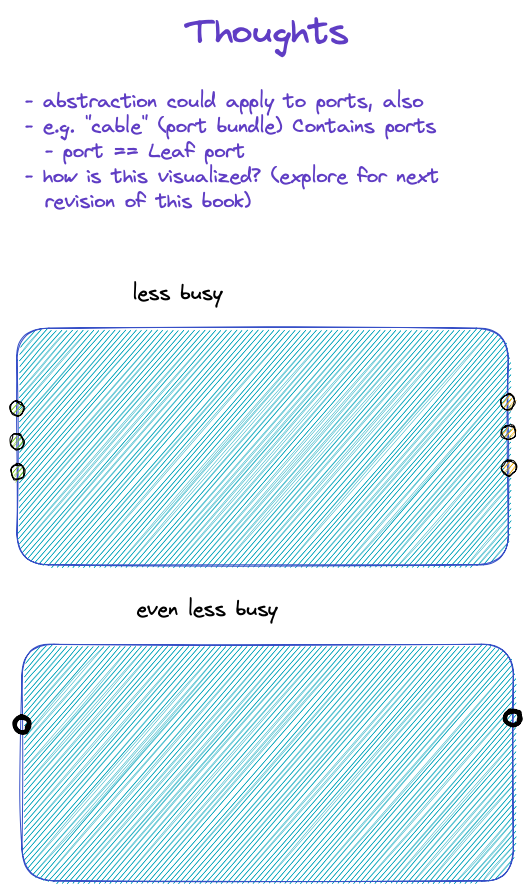 Thoughts
- abstraction could apply to ports, also
- e.g. "cable" (port bundle) Contains ports
- port == Leaf port
- how is this visualized? (explore for next
revision of this book)
less busy
even less busy